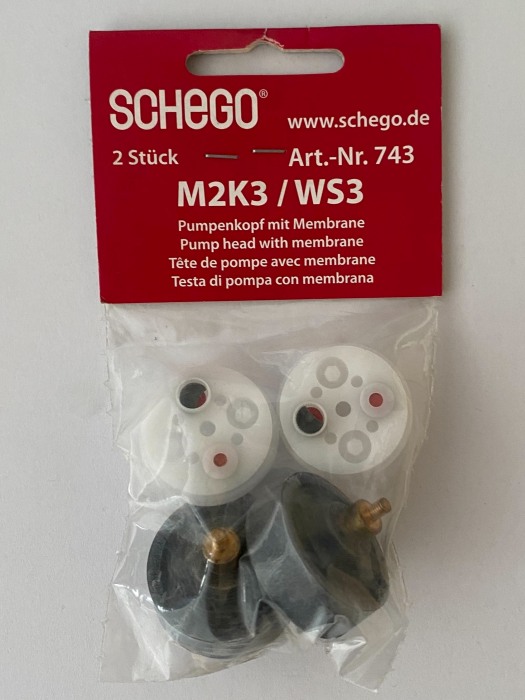 SCHEGO®
www.schego.de
2 Stück
Art.-Nr. 743
M2K3 / WS3
Pumpenkopf mit Membrane
Pump head with membrane
Tête de pompe avec membrane
Testa di pompa con membrana